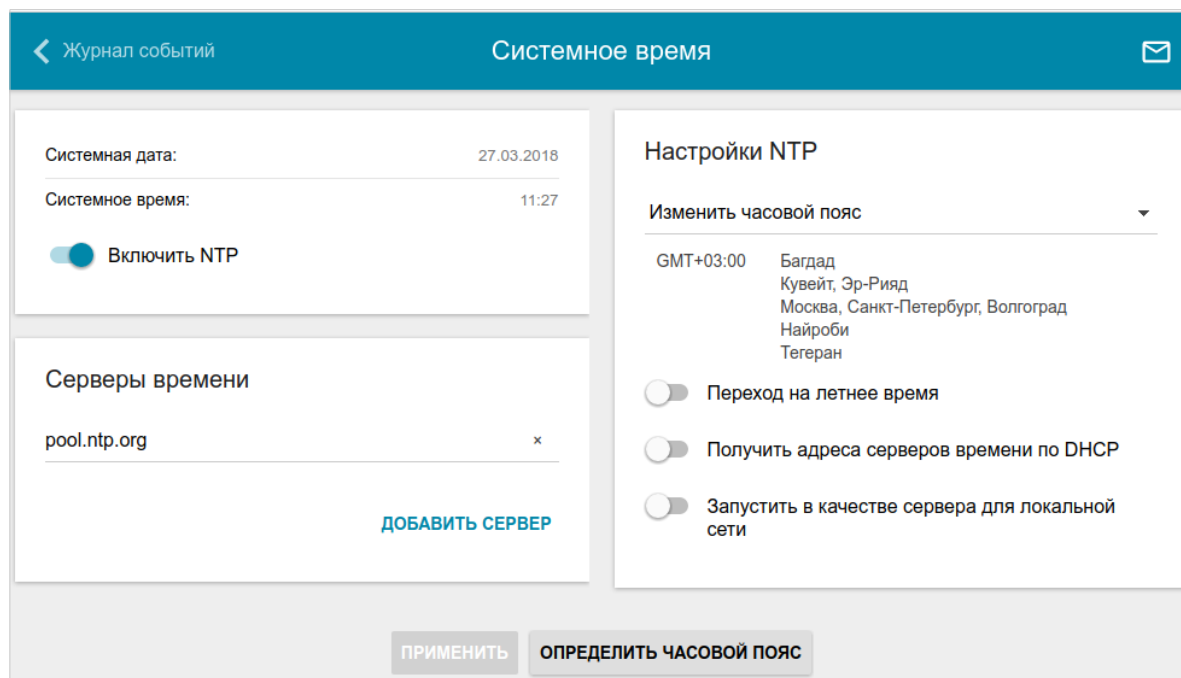 Журнал событий
Системное время
Системная дата: 27.03.2018
Системное время: 11:27
Включить NTP
Серверы времени
pool.ntp.org ×
ДОБАВИТЬ СЕРВЕР
Настройки NTP
Изменить часовой пояс
GMT+03:00 Багдад
Кувейт, Эр-Рияд
Москва, Санкт-Петербург, Волгоград
Найроби
Тегеран
Переход на летнее время
Получить адреса серверов времени по DHCP
Запустить в качестве сервера для локальной
сети
ПРИМЕНИТЬ
ОПРЕДЕЛИТЬ ЧАСОВОЙ ПОЯС